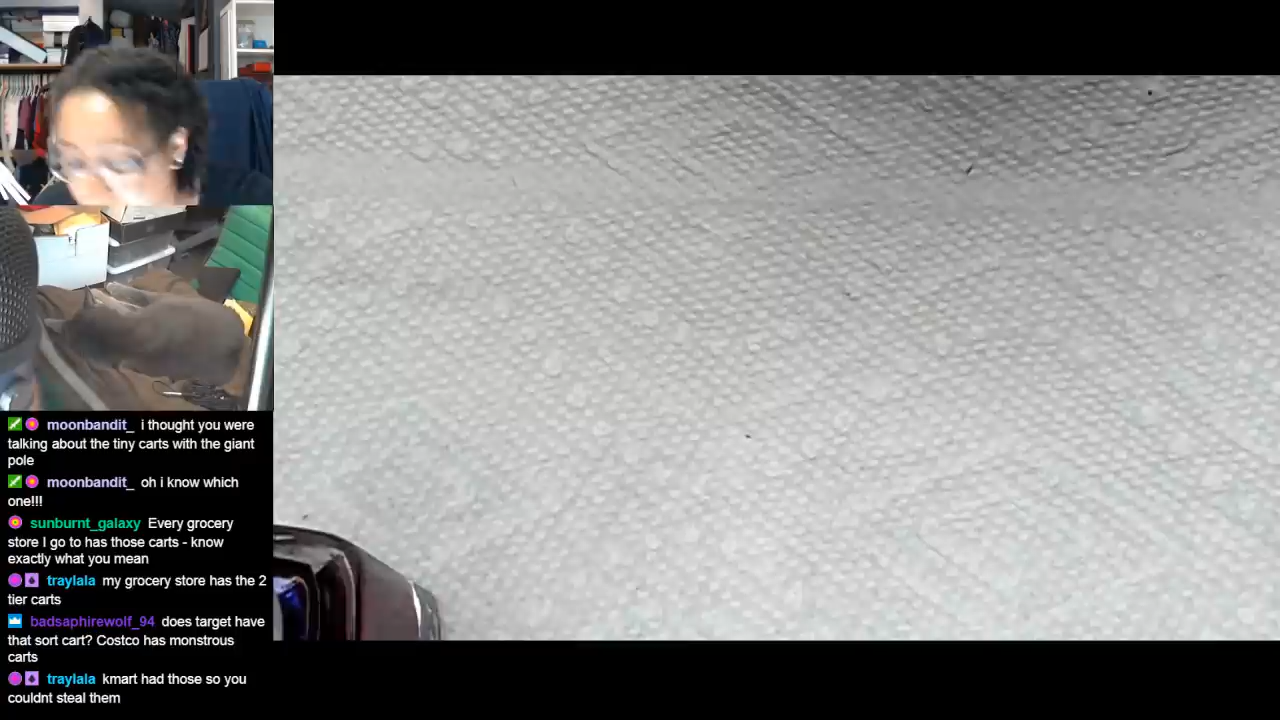 moonbandit_ i thought you were
talking about the tiny carts with the giant
pole
moonbandit_ oh i know which
one!!!
sunburnt_galaxy Every grocery
store I go to has those carts - know
exactly what you mean
traylala my grocery store has the 2
tier carts
badsaphirewolf_94 does target have
that sort cart? Costco has monstrous
carts
traylala kmart had those so you
couldnt steal them